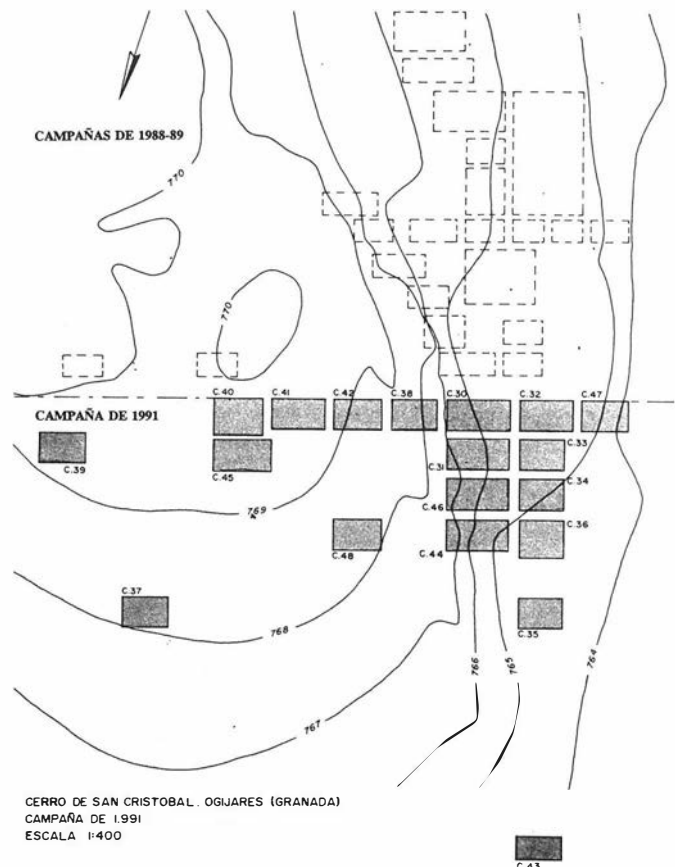 CAMPAÑAS DE 1988-89
770
770
C.40 C.41 C.42 C.38 C.30 C.32 C.47
CAMPAÑA DE 1991
C.39
C.45
C.31
C.33
C.34
C.46
769
C.48
C.44
C.36
C.37
C.35
768
766
765
764
767
CERRO DE SAN CRISTOBAL. OGIJARES (GRANADA)
CAMPAÑA DE 1.991
ESCALA 1:400
C.43